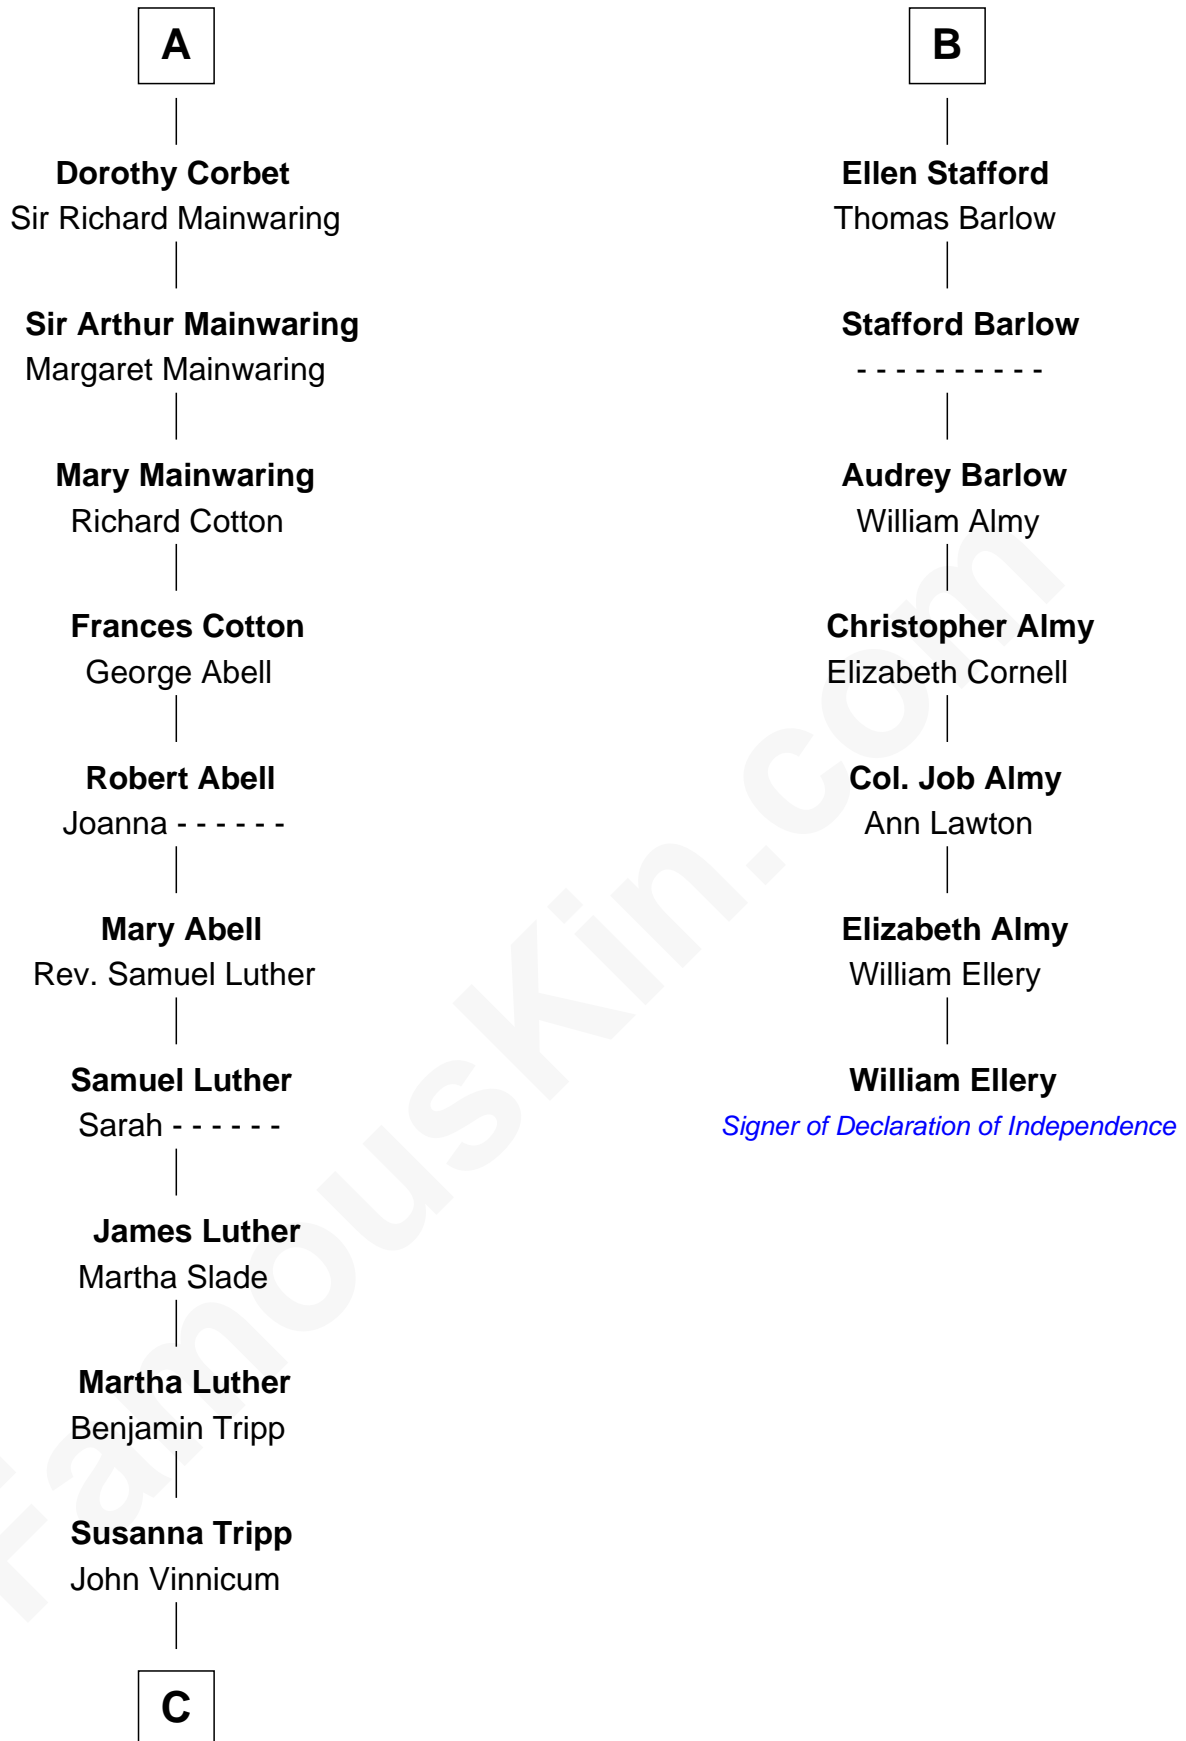 A
Dorothy Corbet
Sir Richard Mainwaring
Sir Arthur Mainwaring
Margaret Mainwaring
Mary Mainwaring
Richard Cotton
Frances Cotton
George Abell
Robert Abell
Joanna - - - - - -
Mary Abell
Rev. Samuel Luther
Samuel Luther
Sarah - - - - - -
James Luther
Martha Slade
Martha Luther
Benjamin Tripp
Susanna Tripp
John Vinnicum
C
B
Ellen Stafford
Thomas Barlow
Stafford Barlow
- - - - - - - - - -
Audrey Barlow
William Almy
Christopher Almy
Elizabeth Cornell
Col. Job Almy
Ann Lawton
Elizabeth Almy
William Ellery
William Ellery
Signer of Declaration of Independence
FamousKin.com